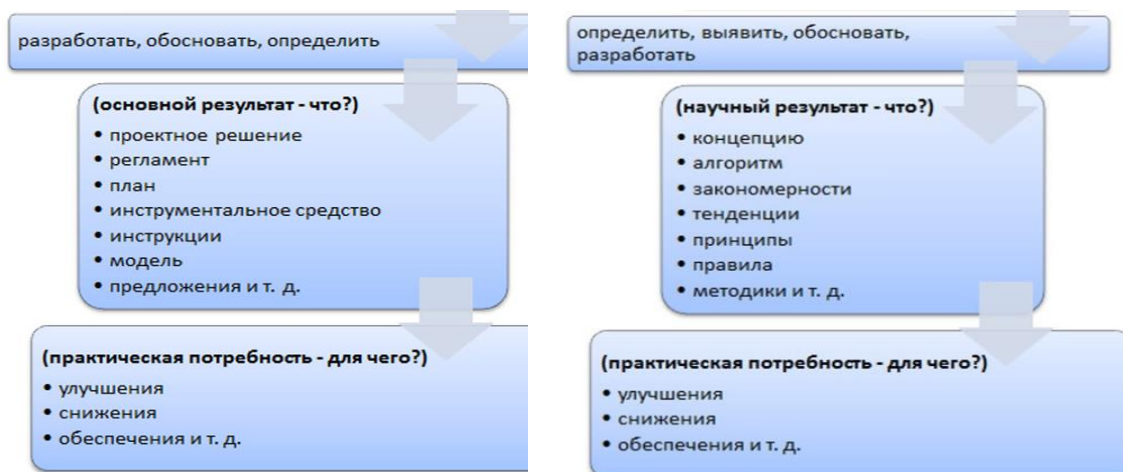 разработать, обосновать, определить
(основной результат - что?)
• проектное решение
• регламент
• план
• инструментальное средство
• инструкции
• модель
• предложения и т. д.
(практическая потребность - для чего?)
• улучшения
• снижения
• обеспечения и т. д.
определить, выявить, обосновать,
разработать
(научный результат - что?)
• концепцию
• алгоритм
• закономерности
• тенденции
• принципы
• правила
• методики и т. д.
(практическая потребность - для чего?)
• улучшения
• снижения
• обеспечения и т. д.